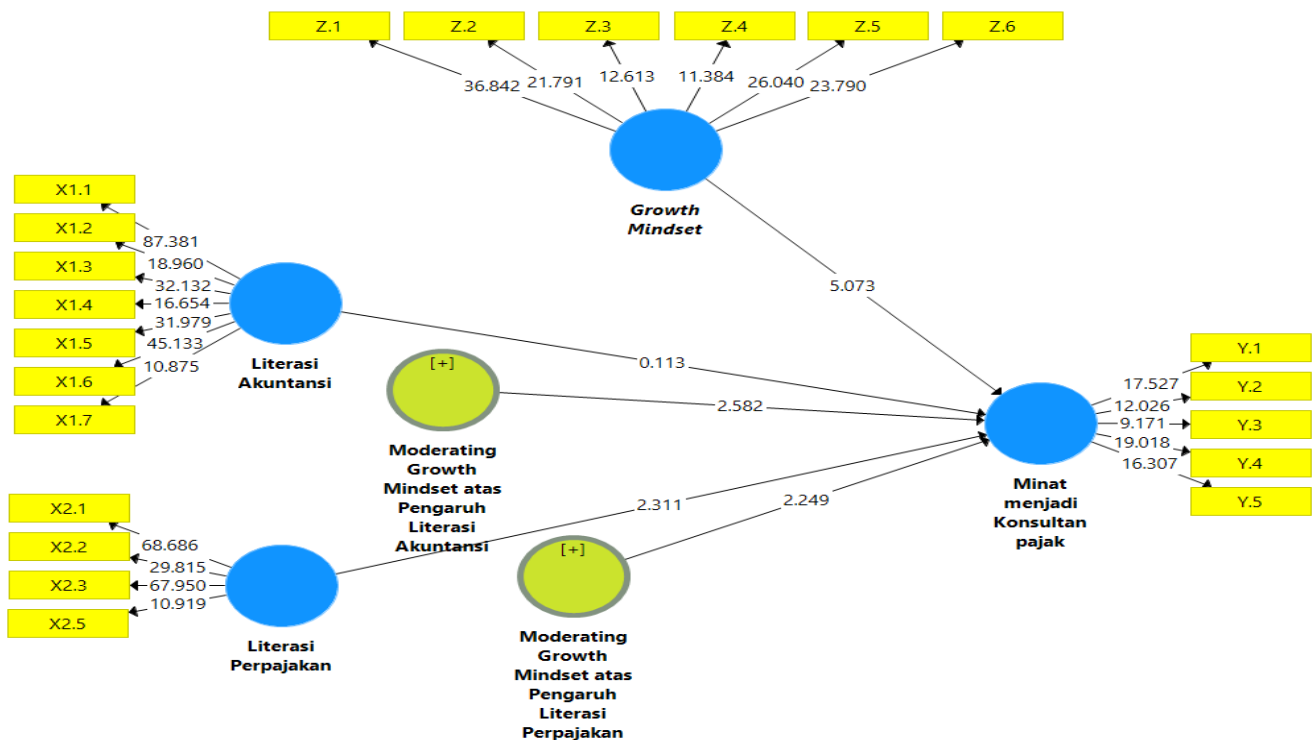 Z.1
Z.2
Z.3
Z.4
Z.5
Z.6
36.842
21.791
12.613
11.384
26.040
23.790
Growth
Mindset
5.073
X1.1
X1.2
X1.3
X1.4
X1.5
X1.6
X1.7
87.381
18.960
32.132
16.654
31.979
45.133
10.875
Literasi
Akuntansi
0.113
[+]
Moderating
Growth
Mindset atas
Pengaruh
Literasi
Akuntansi
2.582
X2.1
X2.2
X2.3
X2.5
68.686
29.815
67.950
10.919
Literasi
Perpajakan
2.311
[+]
Moderating
Growth
Mindset atas
Pengaruh
Literasi
Perpajakan
2.249
Minat
menjadi
Konsultan
pajak
17.527
12.026
9.171
19.018
16.307
Y.1
Y.2
Y.3
Y.4
Y.5